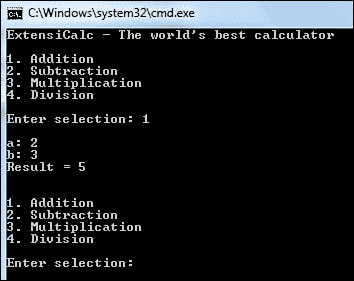 C:\Windows\system32\cmd.exe
ExtensiCalc - The world's best calculator
1. Addition
2. Subtraction
3. Multiplication
4. Division
Enter selection: 1
a: 2
b: 3
Result = 5
1. Addition
2. Subtraction
3. Multiplication
4. Division
Enter selection: